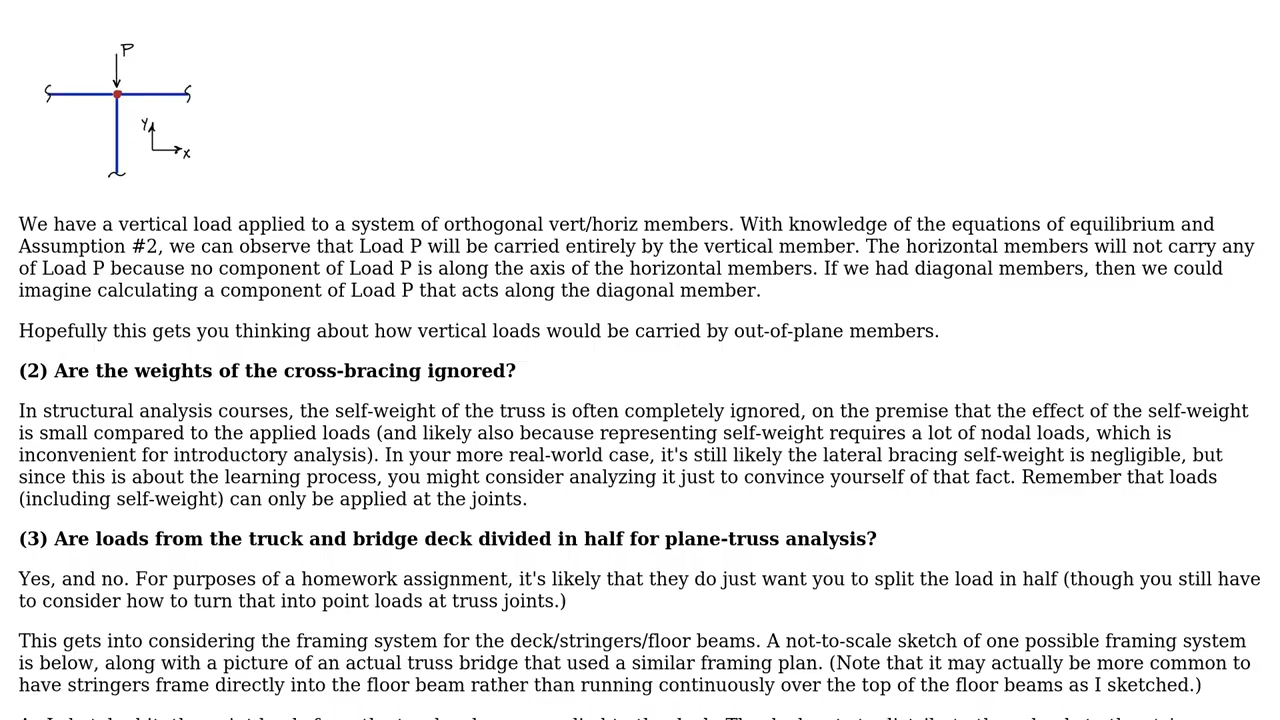 P
Y
X
We have a vertical load applied to a system of orthogonal vert/horiz members. With knowledge of the equations of equilibrium and
Assumption #2, we can observe that Load P will be carried entirely by the vertical member. The horizontal members will not carry any
of Load P because no component of Load P is along the axis of the horizontal members. If we had diagonal members, then we could
imagine calculating a component of Load P that acts along the diagonal member.
Hopefully this gets you thinking about how vertical loads would be carried by out-of-plane members.
(2) Are the weights of the cross-bracing ignored?
In structural analysis courses, the self-weight of the truss is often completely ignored, on the premise that the effect of the self-weight
is small compared to the applied loads (and likely also because representing self-weight requires a lot of nodal loads, which is
inconvenient for introductory analysis). In your more real-world case, it's still likely the lateral bracing self-weight is negligible, but
since this is about the learning process, you might consider analyzing it just to convince yourself of that fact. Remember that loads
(including self-weight) can only be applied at the joints.
(3) Are loads from the truck and bridge deck divided in half for plane-truss analysis?
Yes, and no. For purposes of a homework assignment, it's likely that they do just want you to split the load in half (though you still have
to consider how to turn that into point loads at truss joints.)
This gets into considering the framing system for the deck/stringers/floor beams. A not-to-scale sketch of one possible framing system
is below, along with a picture of an actual truss bridge that used a similar framing plan. (Note that it may actually be more common to
have stringers frame directly into the floor beam rather than running continuously over the top of the floor beams as I sketched.)